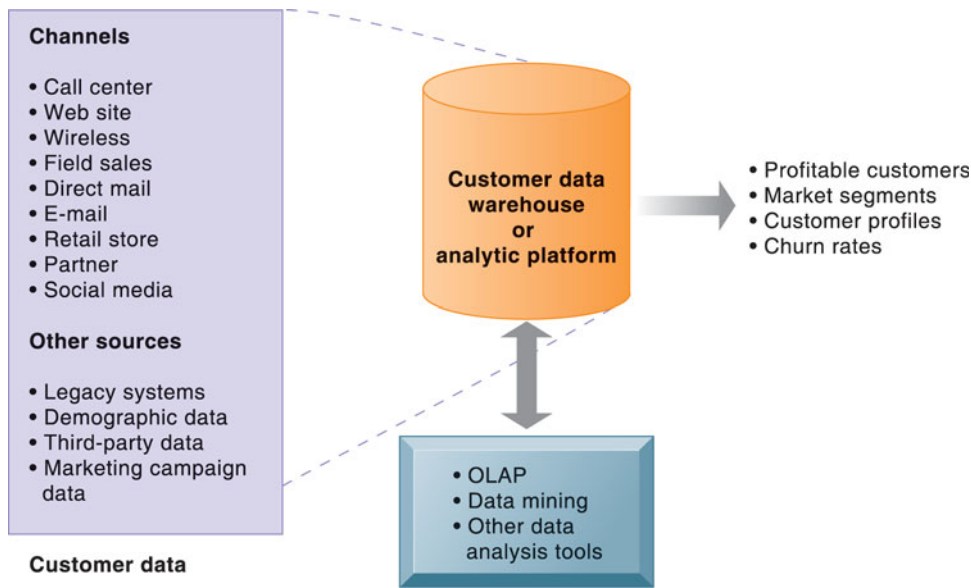 Channels
• Call center
• Web site
• Wireless
• Field sales
• Direct mail
• E-mail
• Retail store
• Partner
• Social media
Other sources
• Legacy systems
• Demographic data
• Third-party data
• Marketing campaign
data
Customer data
Customer data
warehouse
or
analytic platform
• Profitable customers
• Market segments
• Customer profiles
• Churn rates
• OLAP
• Data mining
• Other data
analysis tools